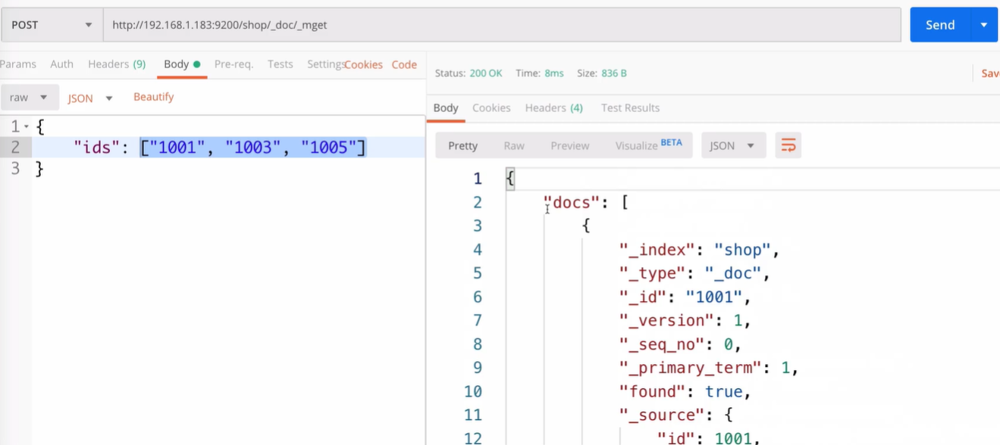 POST http://192.168.1.183:9200/shop/_doc/_mget Send
Params Auth Headers (9) Body Pre-req. Tests Settings Cookies Code
raw JSON Beautify
1 {
2 "ids": ["1001", "1003", "1005"]
3 }
Status: 200 OK Time: 8ms Size: 836 B Sav
Body Cookies Headers (4) Test Results
Pretty Raw Preview Visualize BETA JSON
1 {
2 "docs": [
3 {
4 "_index": "shop",
5 "_type": "_doc",
6 "_id": "1001",
7 "_version": 1,
8 "_seq_no": 0,
9 "_primary_term": 1,
10 "found": true,
11 "_source": {
12 "id": 1001,